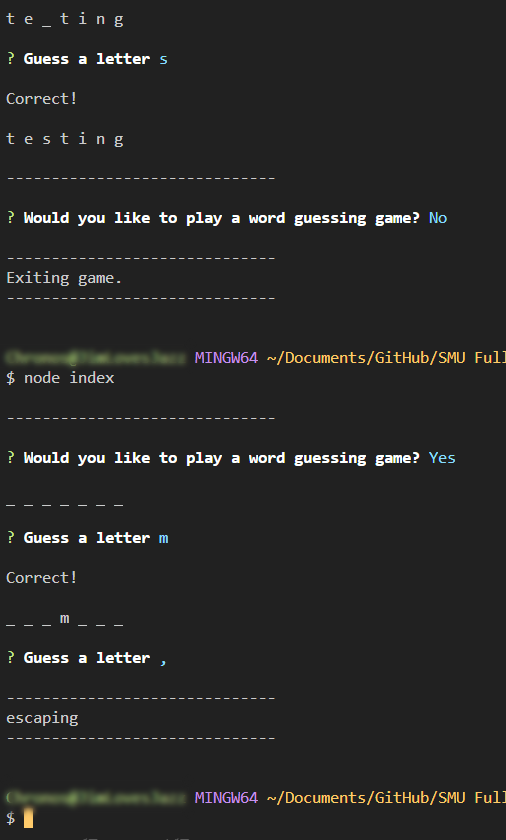 t e _ t i n g
? Guess a letter s
Correct!
t e s t i n g
------------------------------
? Would you like to play a word guessing game? No
------------------------------
Exiting game.
------------------------------
MINGW64 ~/Documents/GitHub/SMU Full
$ node index
------------------------------
? Would you like to play a word guessing game? Yes
_ _ _ _ _ _ _
? Guess a letter m
Correct!
_ _ _ m _ _ _
? Guess a letter ,
------------------------------
escaping
------------------------------
MINGW64 ~/Documents/GitHub/SMU Full
$